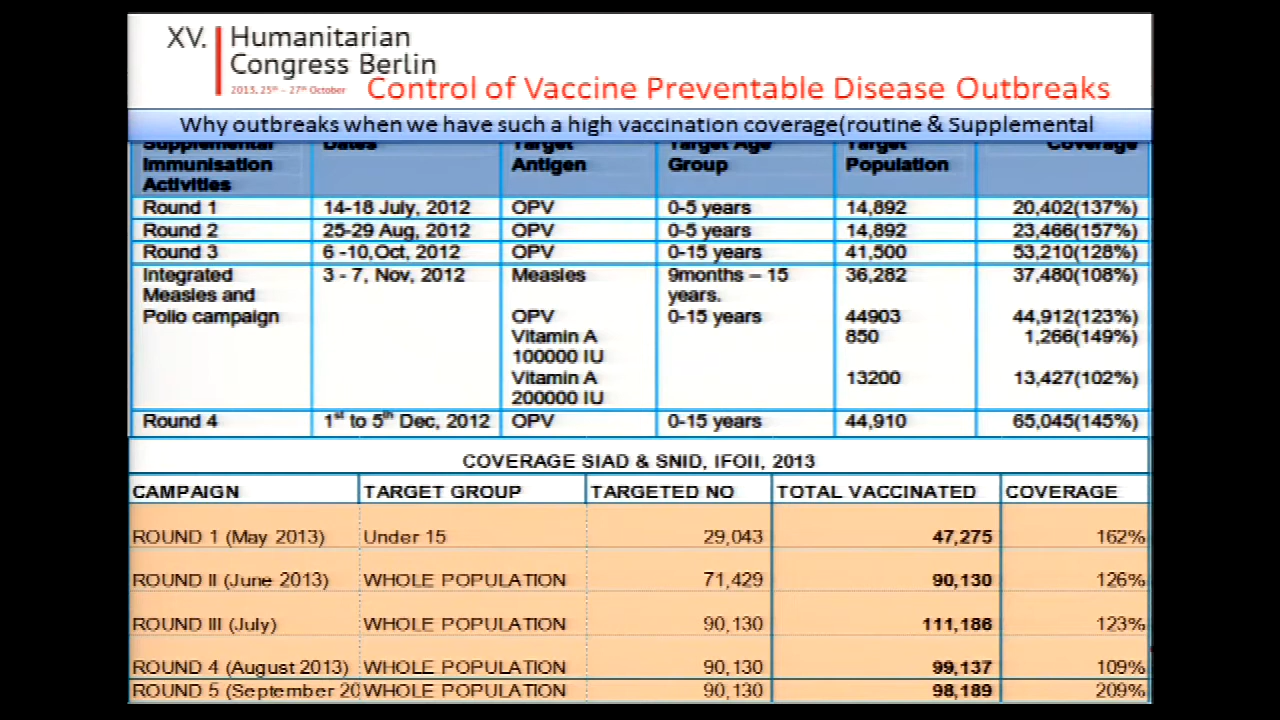 XV. Humanitarian
Congress Berlin
2013, 25th – 27th October
Control of Vaccine Preventable Disease Outbreaks
Why outbreaks when we have such a high vaccination coverage(routine & Supplemental
Supplemental Immunisation Activities Dates Target Antigen Target Age Group Target Population Coverage
Round 1 14-18 July, 2012 OPV 0-5 years 14,892 20,402(137%)
Round 2 25-29 Aug, 2012 OPV 0-5 years 14,892 23,466(157%)
Round 3 6 -10,Oct, 2012 OPV 0-15 years 41,500 53,210(128%)
Integrated 3 - 7, Nov, 2012 Measles 9months – 15 36,282 37,480(108%)
Measles and years.
Polio campaign OPV 0-15 years 44903 44,912(123%)
Vitamin A 850 1,266(149%)
100000 IU
Vitamin A 13200 13,427(102%)
200000 IU
Round 4 1st to 5th Dec, 2012 OPV 0-15 years 44,910 65,045(145%)
COVERAGE SIAD & SNID, IFOII, 2013
CAMPAIGN TARGET GROUP TARGETED NO TOTAL VACCINATED COVERAGE
ROUND 1 (May 2013) Under 15 29,043 47,275 162%
ROUND II (June 2013) WHOLE POPULATION 71,429 90,130 126%
ROUND III (July) WHOLE POPULATION 90,130 111,186 123%
ROUND 4 (August 2013) WHOLE POPULATION 90,130 99,137 109%
ROUND 5 (September 20 WHOLE POPULATION 90,130 98,189 209%